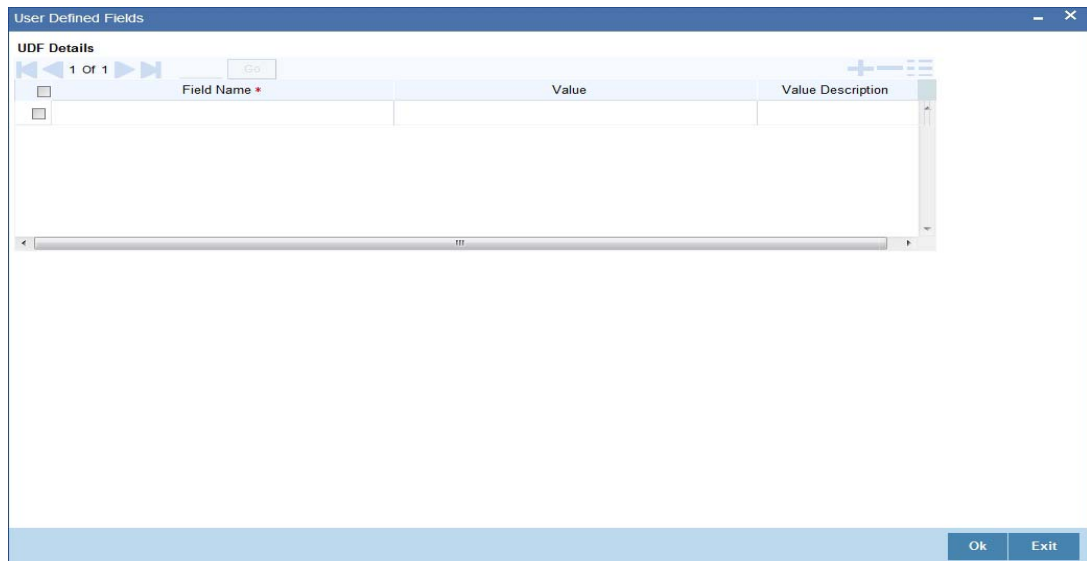 User Defined Fields
UDF Details
1 Of 1 Go
Field Name * Value Value Description
Ok Exit